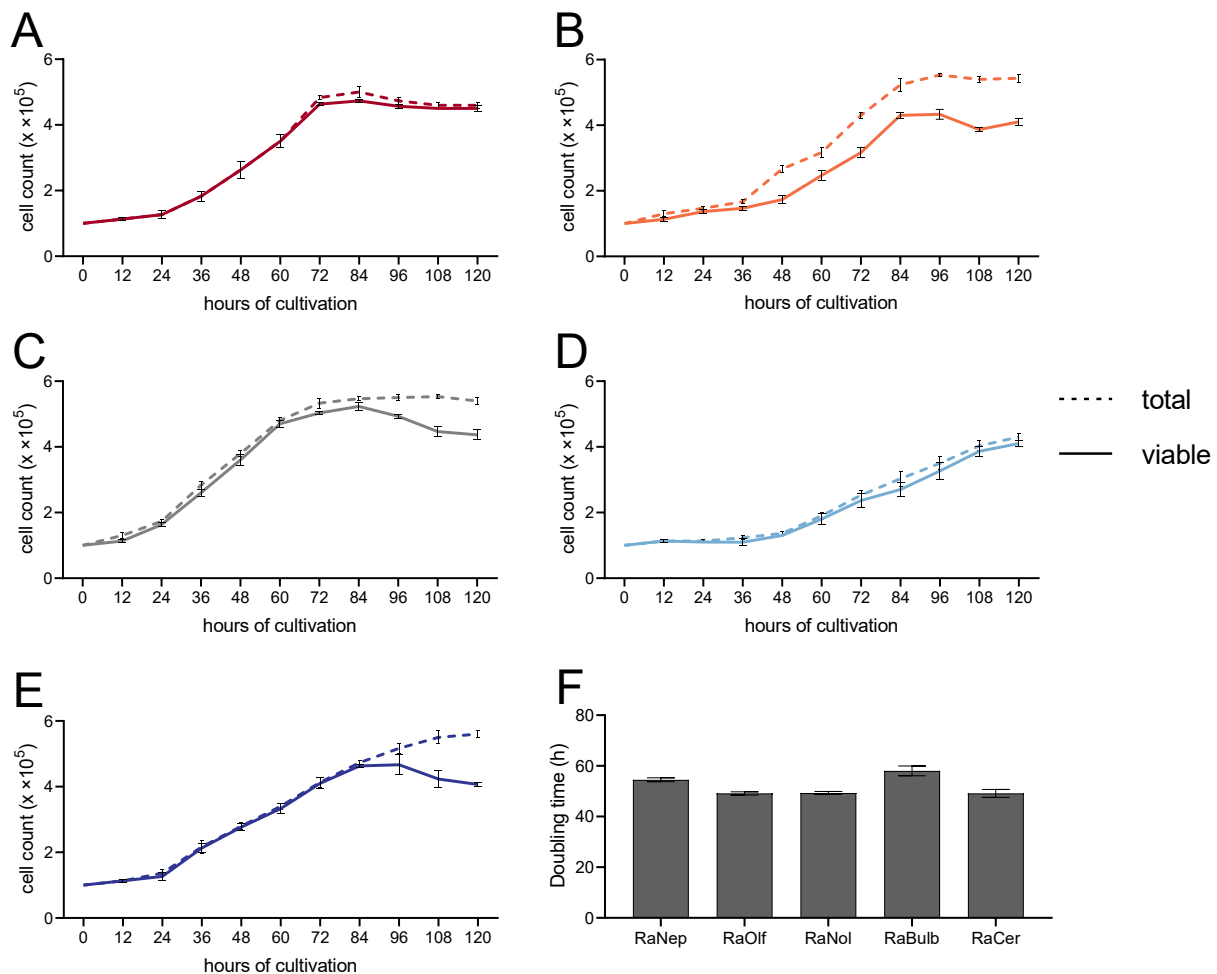 A
cell count (x ×10⁵)
6
4
2
0
0 12 24 36 48 60 72 84 96 108 120
hours of cultivation
B
cell count (x ×10⁵)
6
4
2
0
0 12 24 36 48 60 72 84 96 108 120
hours of cultivation
C
cell count (x ×10⁵)
6
4
2
0
0 12 24 36 48 60 72 84 96 108 120
hours of cultivation
D
cell count (x ×10⁵)
6
4
2
0
0 12 24 36 48 60 72 84 96 108 120
hours of cultivation
total
viable
E
cell count (x ×10⁵)
6
4
2
0
0 12 24 36 48 60 72 84 96 108 120
hours of cultivation
F
Doubling time (h)
80
60
40
20
0
RaNep RaOlf RaNol RaBulb RaCer